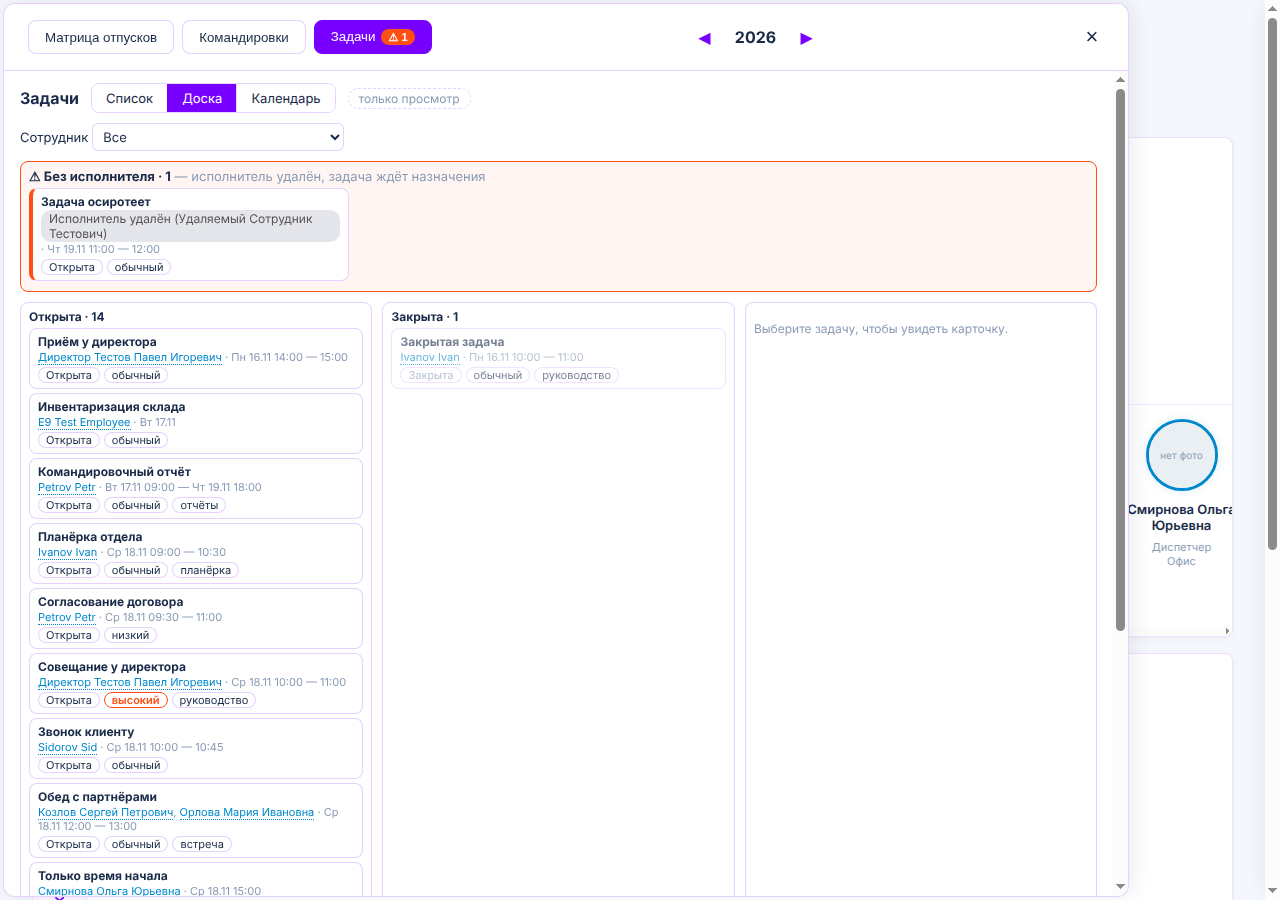 Матрица отпусков
Командировки
Задачи ⚠ 1
◀ 2026 ▶
×
Задачи
Список
Доска
Календарь
только просмотр
Сотрудник Все
⚠ Без исполнителя · 1 — исполнитель удалён, задача ждёт назначения
Задача осиротеет
Исполнитель удалён (Удаляемый Сотрудник
Тестович)
· Чт 19.11 11:00 — 12:00
Открыта обычный
Открыта · 14
Приём у директора
Директор Тестов Павел Игоревич · Пн 16.11 14:00 — 15:00
Открыта обычный
Инвентаризация склада
E9 Test Employee · Вт 17.11
Открыта обычный
Командировочный отчёт
Petrov Petr · Вт 17.11 09:00 — Чт 19.11 18:00
Открыта обычный отчёты
Планёрка отдела
Ivanov Ivan · Ср 18.11 09:00 — 10:30
Открыта обычный планёрка
Согласование договора
Petrov Petr · Ср 18.11 09:30 — 11:00
Открыта низкий
Совещание у директора
Директор Тестов Павел Игоревич · Ср 18.11 10:00 — 11:00
Открыта высокий руководство
Звонок клиенту
Sidorov Sid · Ср 18.11 10:00 — 10:45
Открыта обычный
Обед с партнёрами
Козлов Сергей Петрович, Орлова Мария Ивановна · Ср
18.11 12:00 — 13:00
Открыта обычный встреча
Только время начала
Смирнова Ольга Юрьевна · Ср 18.11 15:00
Закрыта · 1
Закрытая задача
Ivanov Ivan · Пн 16.11 10:00 — 11:00
Закрыта обычный руководство
Выберите задачу, чтобы увидеть карточку.
нет фото
Смирнова Ольга
Юрьевна
Диспетчер
Офис